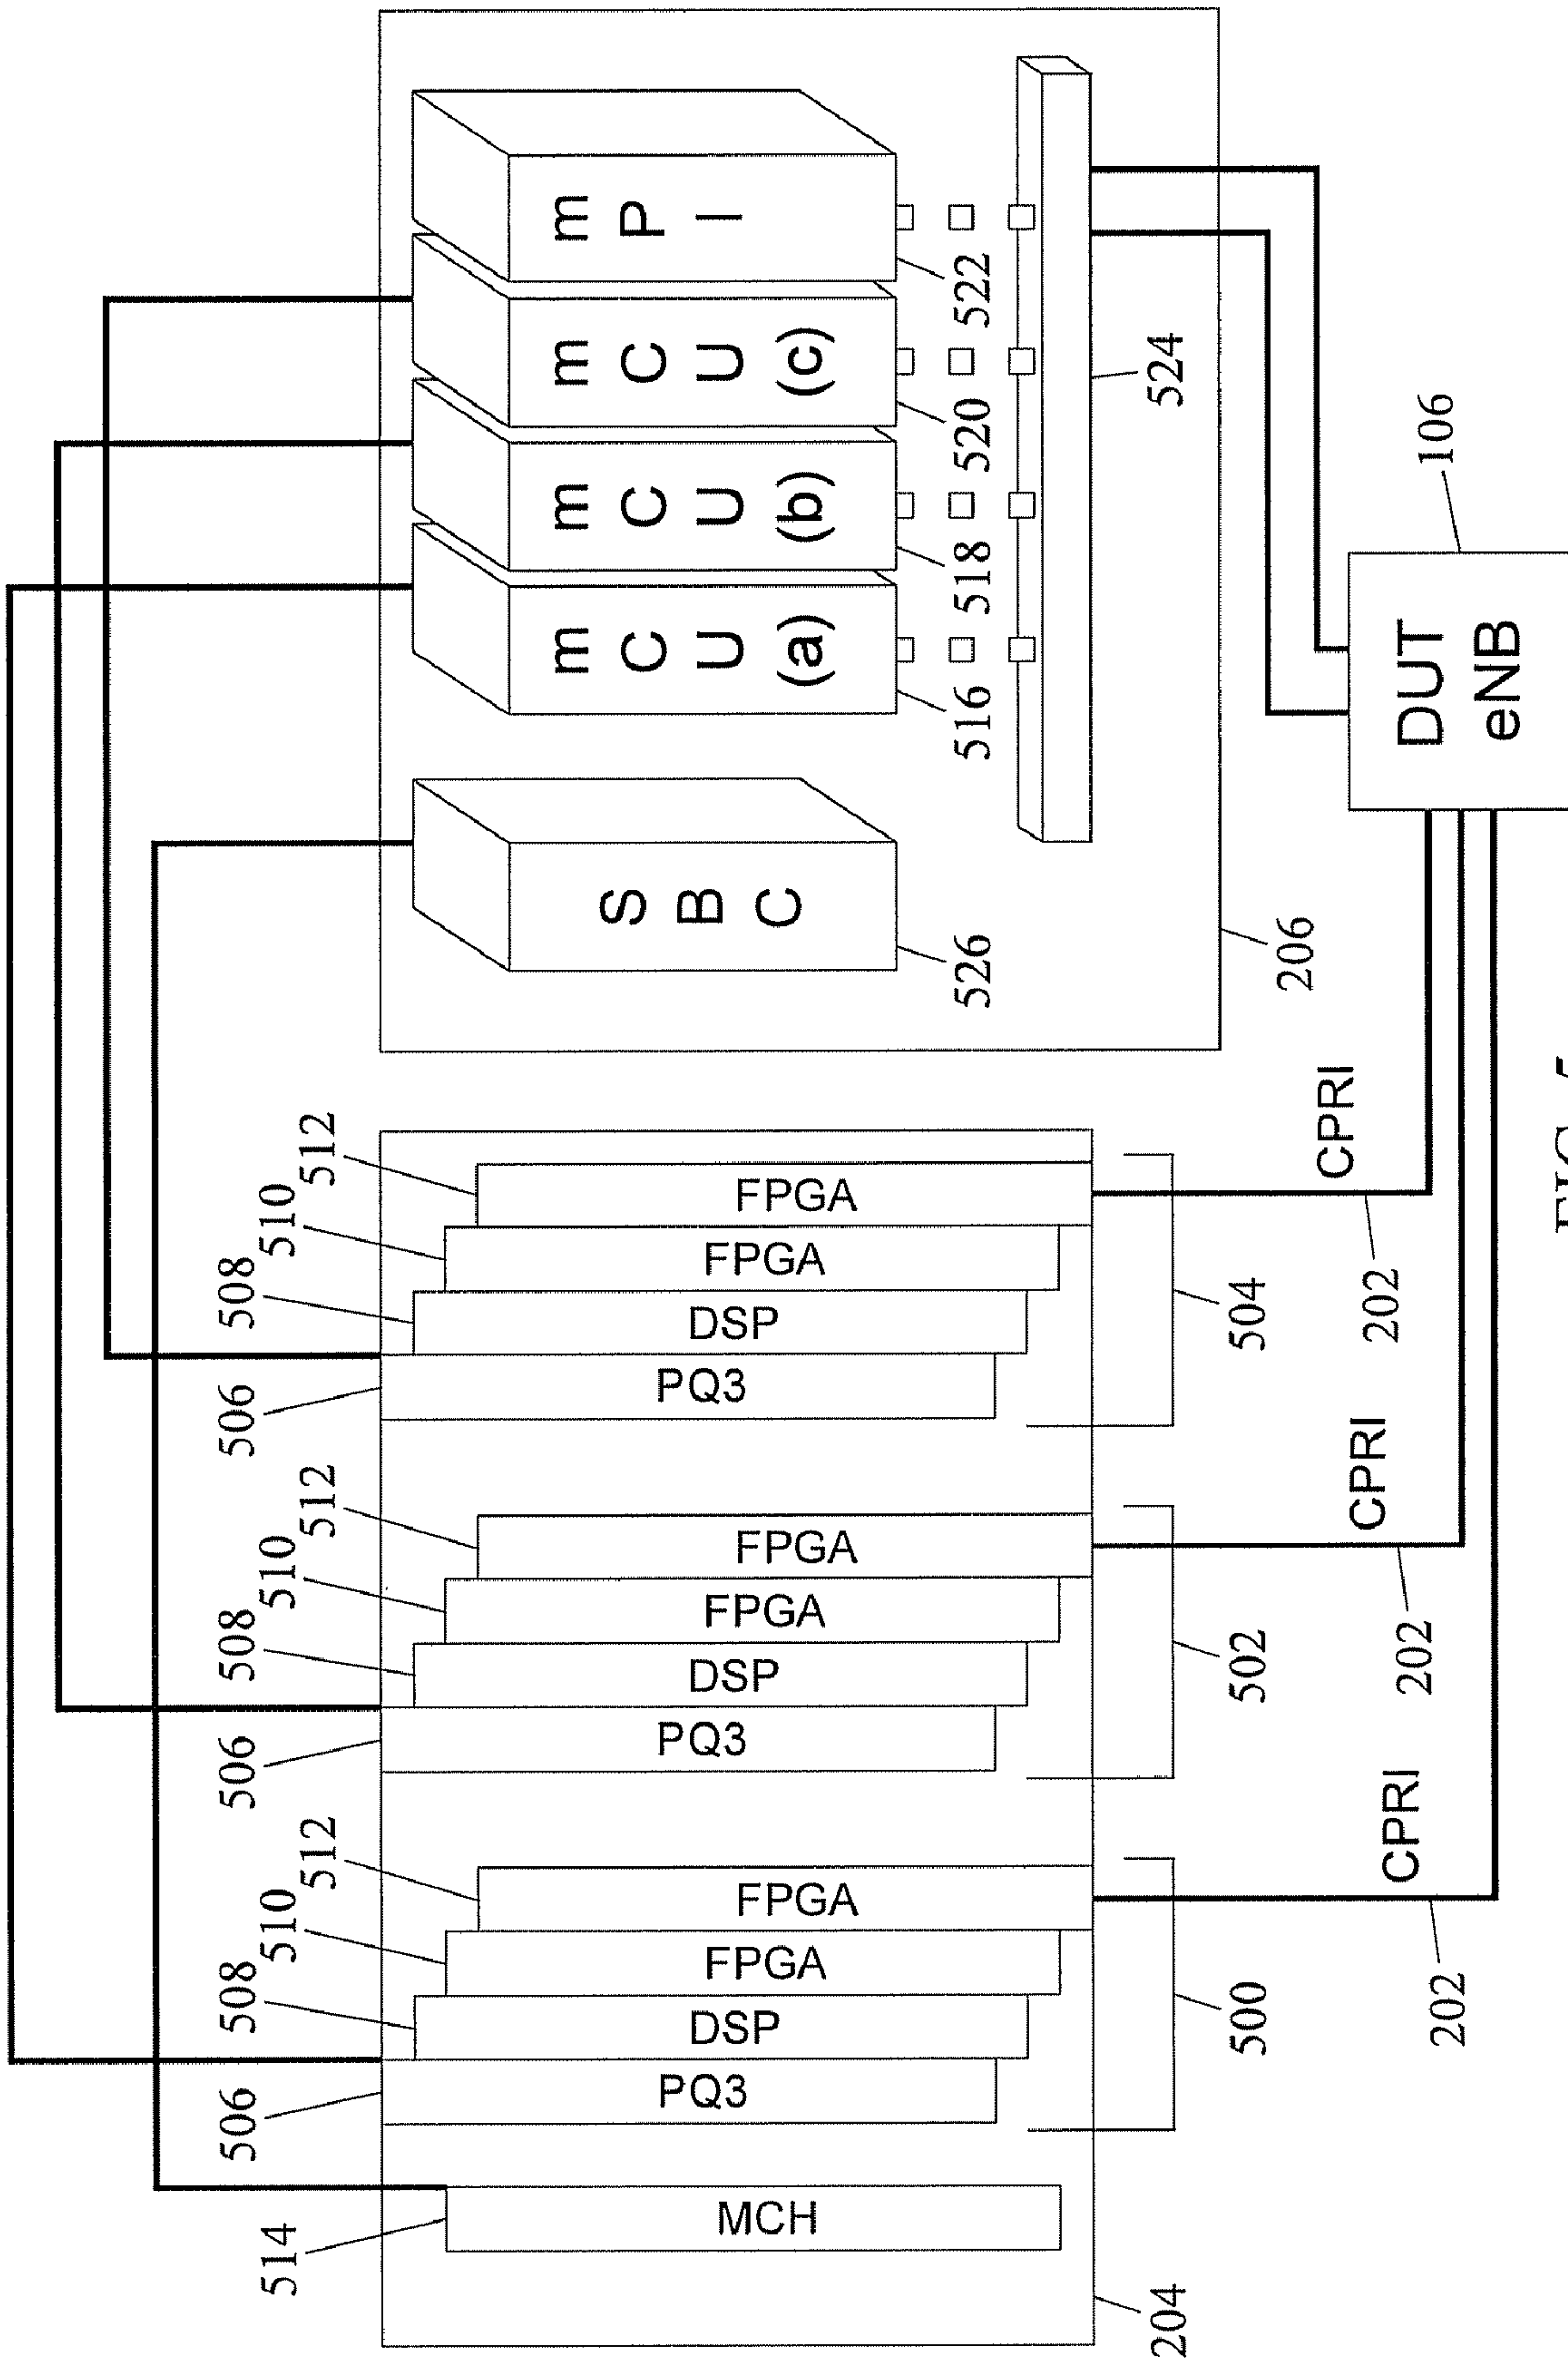 506
508
506
508
506
508
514
510
510
510
512
512
512
MCH
PQ3
DSP
FPGA
FPGA
PQ3
DSP
FPGA
FPGA
PQ3
DSP
FPGA
FPGA
S
B
C
m
C
U
(a)
m
C
U
(b)
m
C
U
(c)
m
P
I
526
516
518
520
522
204
500
502
504
206
524
CPRI
CPRI
CPRI
202
202
202
106
DUT
eNB
FIG. 5